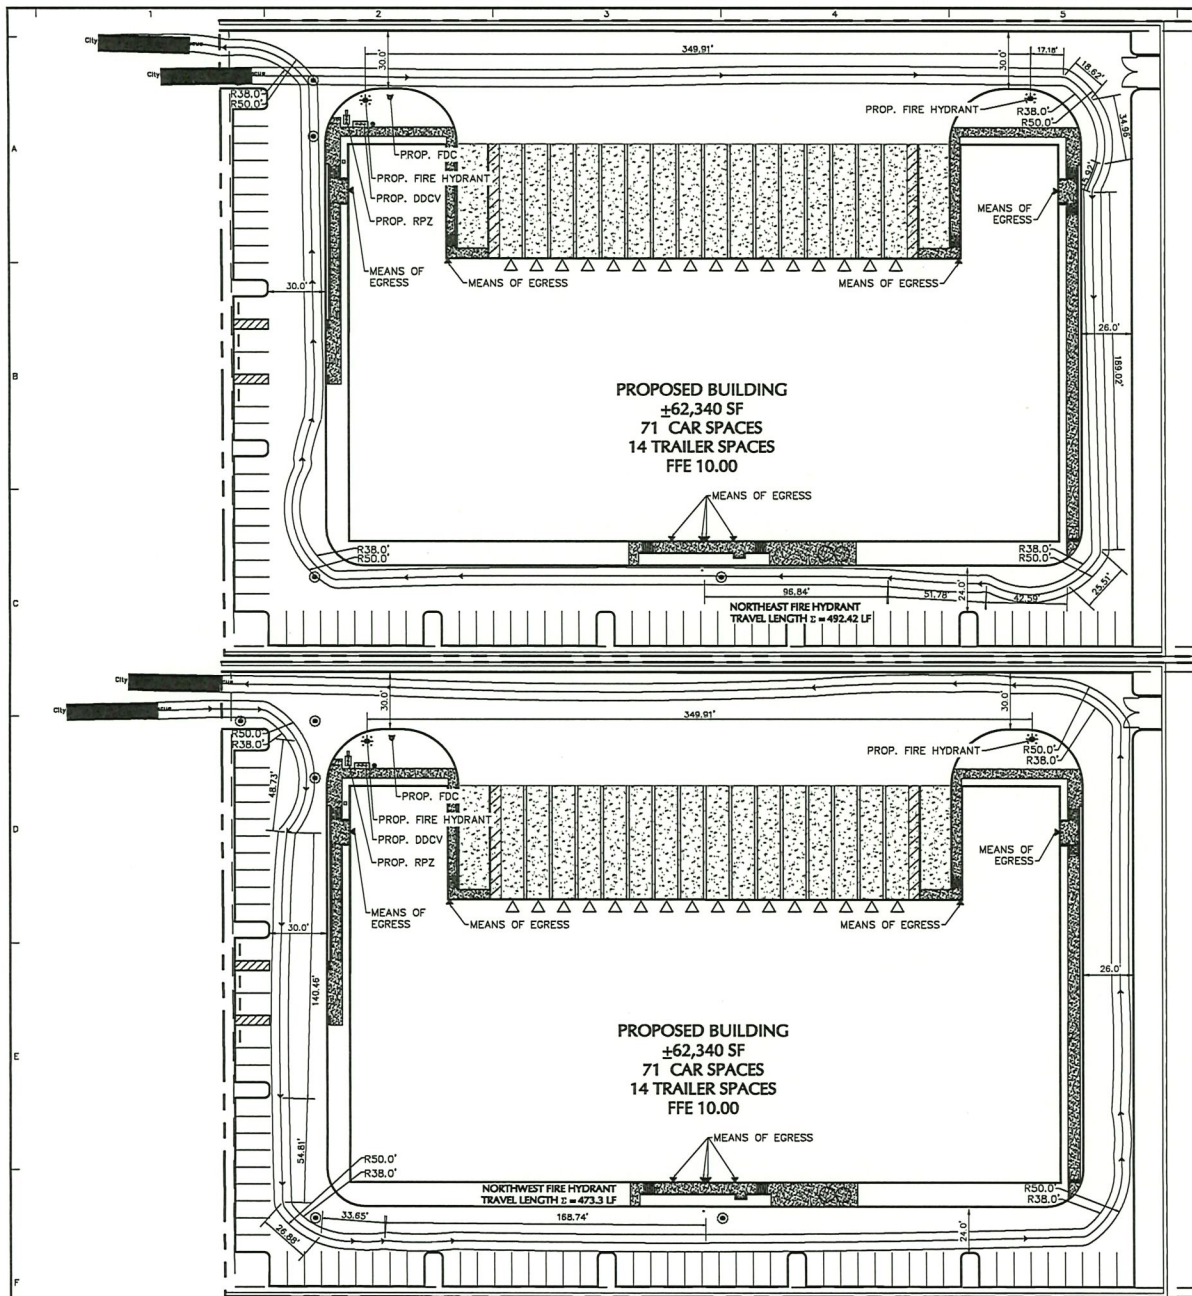 1 2 3 4 5
A
B
C
D
E
F
City
City
349.91'
30.0'
30.0'
17.18'
18.62'
34.96'
R38.0'
R50.0'
PROP. FIRE HYDRANT
R38.0'
R50.0'
PROP. FDC
PROP. FIRE HYDRANT
PROP. DDCV
PROP. RPZ
MEANS OF
EGRESS
MEANS OF
EGRESS
MEANS OF EGRESS
MEANS OF EGRESS
30.0'
26.0'
189.02'
PROPOSED BUILDING
±62,340 SF
71 CAR SPACES
14 TRAILER SPACES
FFE 10.00
MEANS OF EGRESS
R38.0'
R50.0'
R38.0'
R50.0'
25.51'
24.0'
96.84'
51.78'
42.59'
NORTHEAST FIRE HYDRANT
TRAVEL LENGTH Σ = 492.42 LF
City
City
30.0'
30.0'
349.91'
R50.0'
R38.0'
PROP. FIRE HYDRANT
R50.0'
R38.0'
48.73'
PROP. FDC
PROP. FIRE HYDRANT
PROP. DDCV
PROP. RPZ
MEANS OF
EGRESS
MEANS OF
EGRESS
MEANS OF EGRESS
MEANS OF EGRESS
30.0'
26.0'
140.46'
PROPOSED BUILDING
±62,340 SF
71 CAR SPACES
14 TRAILER SPACES
FFE 10.00
MEANS OF EGRESS
54.81'
R50.0'
R38.0'
R50.0'
R38.0'
NORTHWEST FIRE HYDRANT
TRAVEL LENGTH Σ = 473.3 LF
26.88'
33.65'
168.74'
24.0'